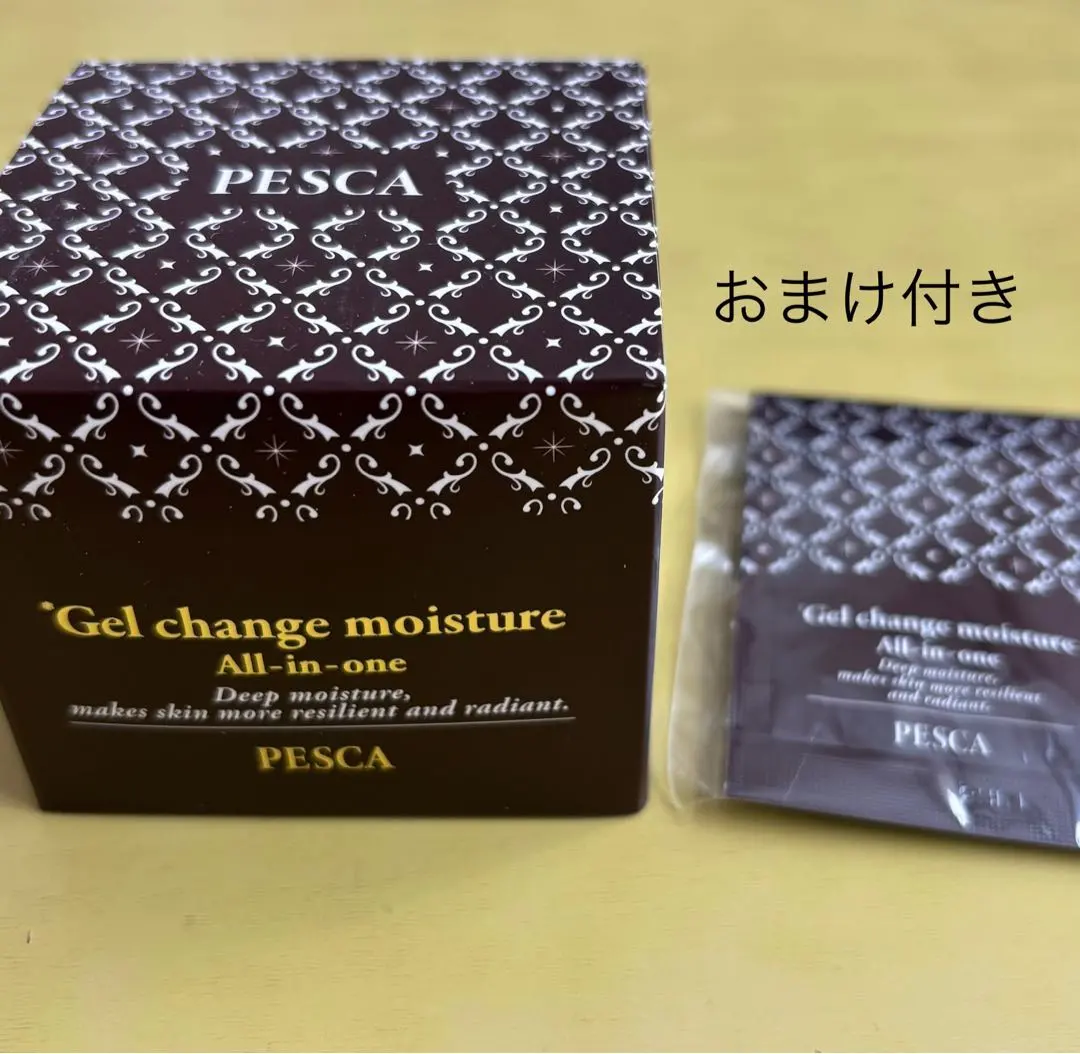 PESCA
Gel change moisture
All-in-one
Deep moisture,
makes skin more resilient and radiant.
PESCA
おまけ付き
Gel change moisture
All-in-one
Deep moisture,
makes skin more resilient
and radiant.
PESCA